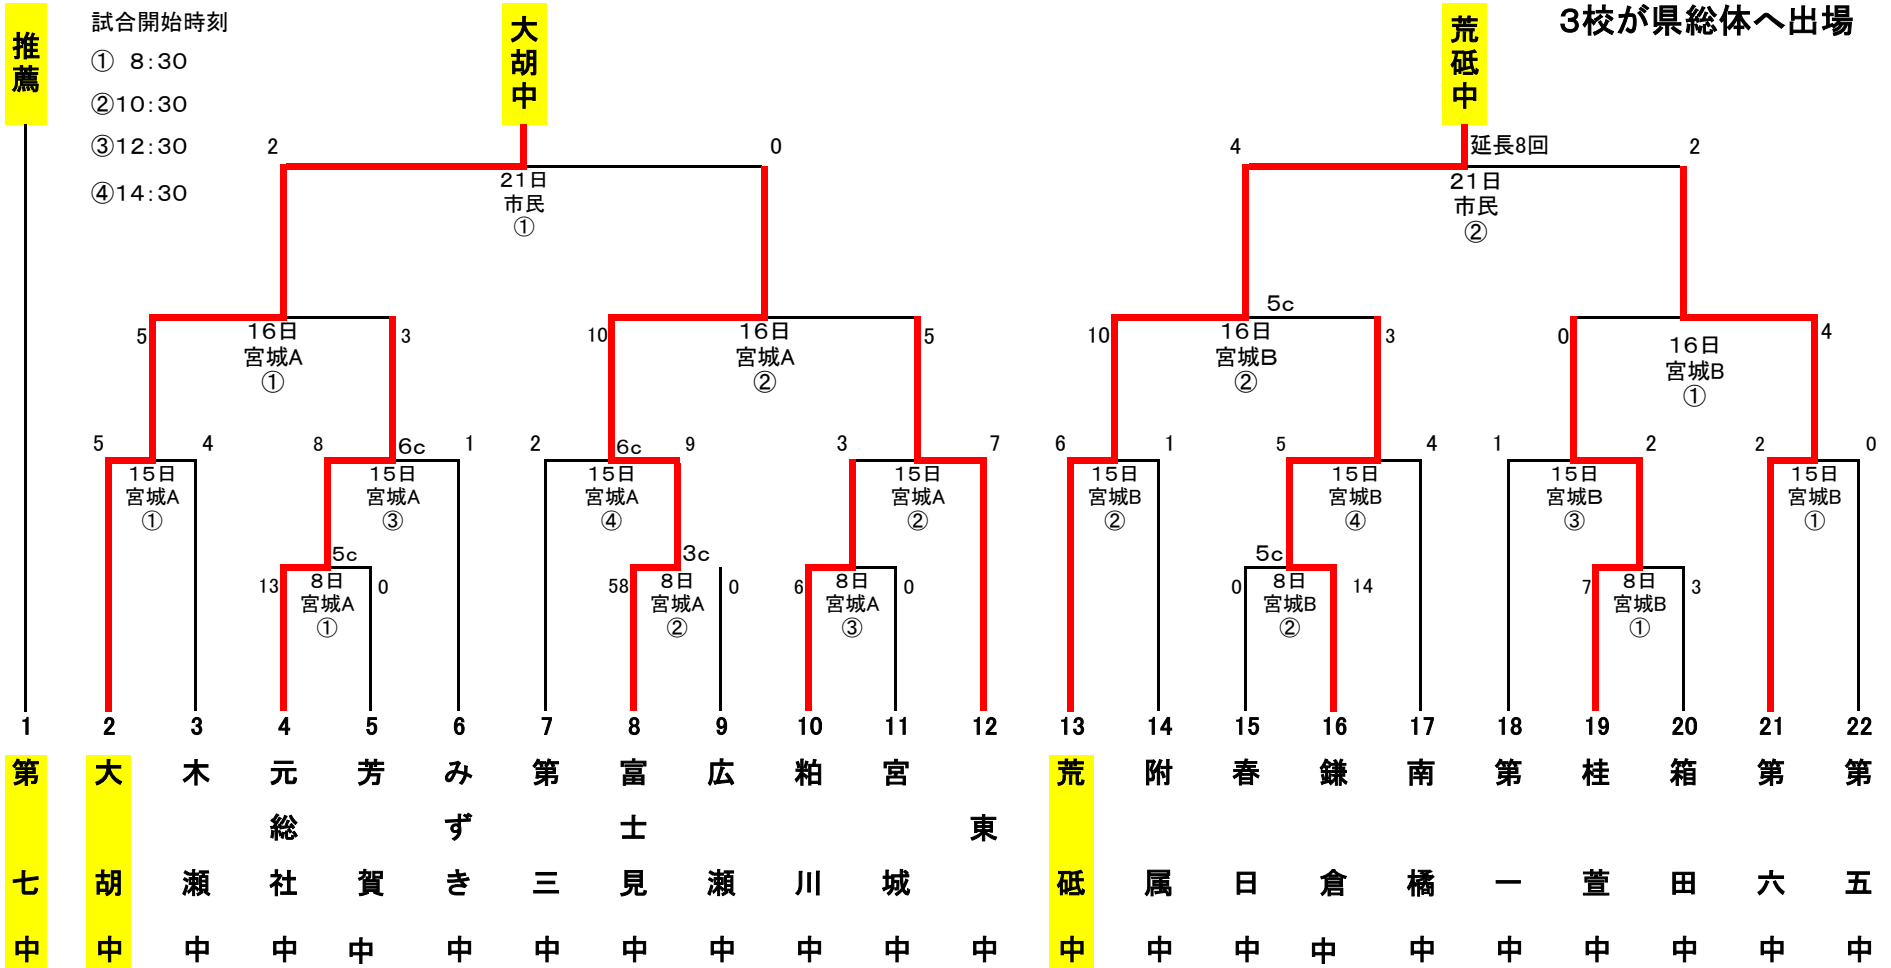 推薦
試合開始時刻
① 8:30
②10:30
③12:30
④14:30
大胡中
荒砥中
3校が県総体へ出場
2
0
4
延長8回
2
21日
市民
①
21日
市民
②
5
16日
宮城A
①
3
10
16日
宮城A
②
5
10
5c
16日
宮城B
②
3
0
16日
宮城B
①
4
5
4
15日
宮城A
①
8
6c
1
15日
宮城A
③
2
6c
9
15日
宮城A
④
3
7
15日
宮城A
②
6
1
15日
宮城B
②
5
4
15日
宮城B
④
1
2
15日
宮城B
③
2
0
15日
宮城B
①
13
5c
0
8日
宮城A
①
58
3c
0
8日
宮城A
②
6
0
8日
宮城A
③
0
5c
14
8日
宮城B
②
7
3
8日
宮城B
①
1 2 3 4 5 6 7 8 9 10 11 12 13 14 15 16 17 18 19 20 21 22
第七中
大胡中
木瀬中
元総社中
芳賀中
みずき中
第三中
富士見中
広瀬中
粕川中
宮城中
東中
荒砥中
附属中
春日中
鎌倉中
南橘中
第一中
桂萱中
箱田中
第六中
第五中